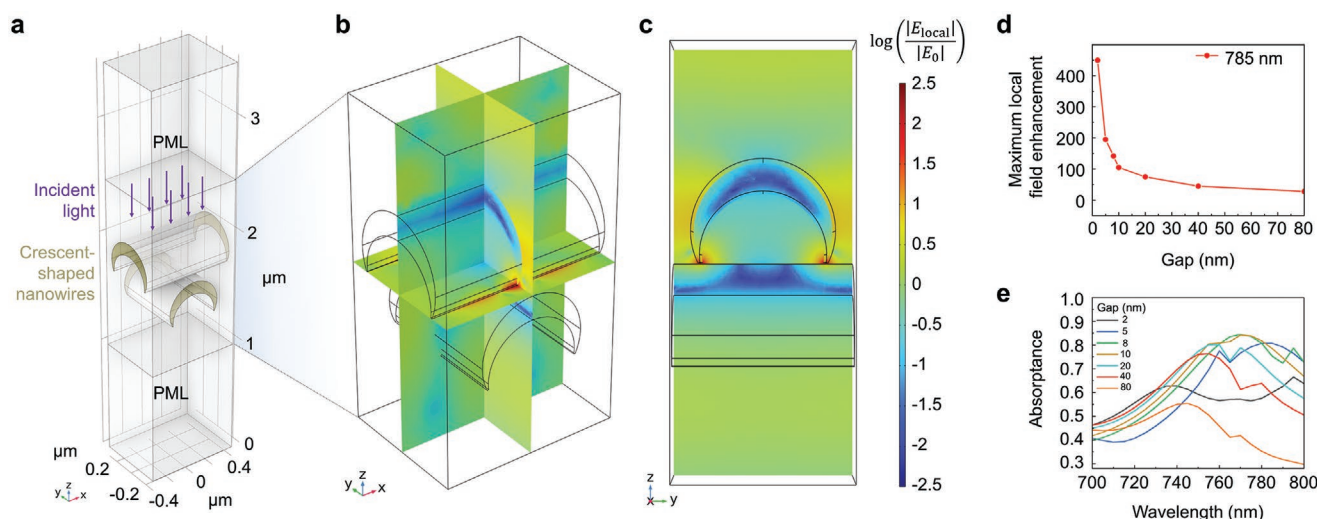 a
PML
3
Incident
light
2
Crescent-
shaped
nanowires
μm
1
PML
0
μm
0.2
-0.2
-0.4
0
0.4
μm
z
y
x
b
z
y
x
c
log(|E_local|/|E_0|)
2.5
2.0
1.5
1.0
0.5
0
-0.5
-1.0
-1.5
-2
-2.5
z
x
y
d
Maximum local
field enhancement
785 nm
400
300
200
100
0
0 10 20 30 40 50 60 70 80
Gap (nm)
e
Absorptance
1.0
0.9
0.8
0.7
0.6
0.5
0.4
0.3
Gap (nm)
2
5
8
10
20
40
80
700 720 740 760 780 800
Wavelength (nm)